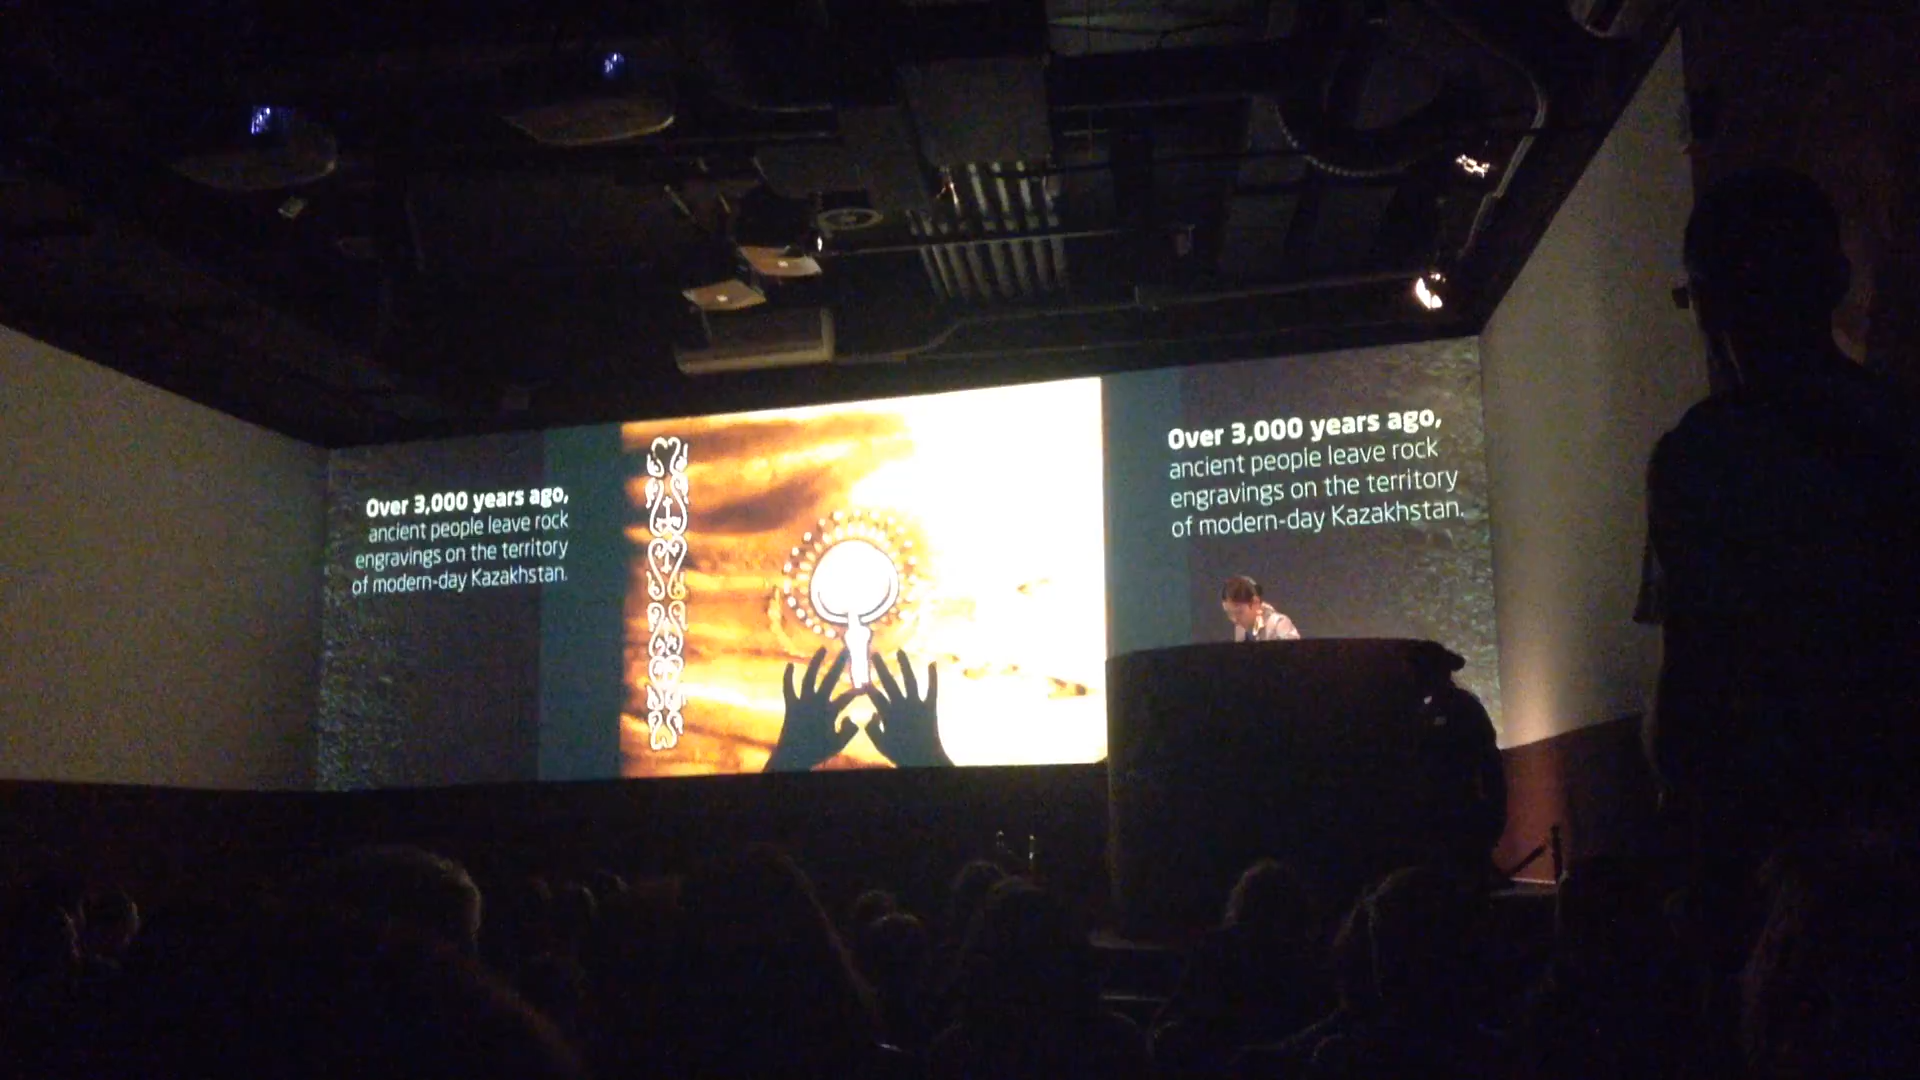 Over 3,000 years ago,
ancient people leave rock
engravings on the territory
of modern-day Kazakhstan.
Over 3,000 years ago,
ancient people leave rock
engravings on the territory
of modern-day Kazakhstan.